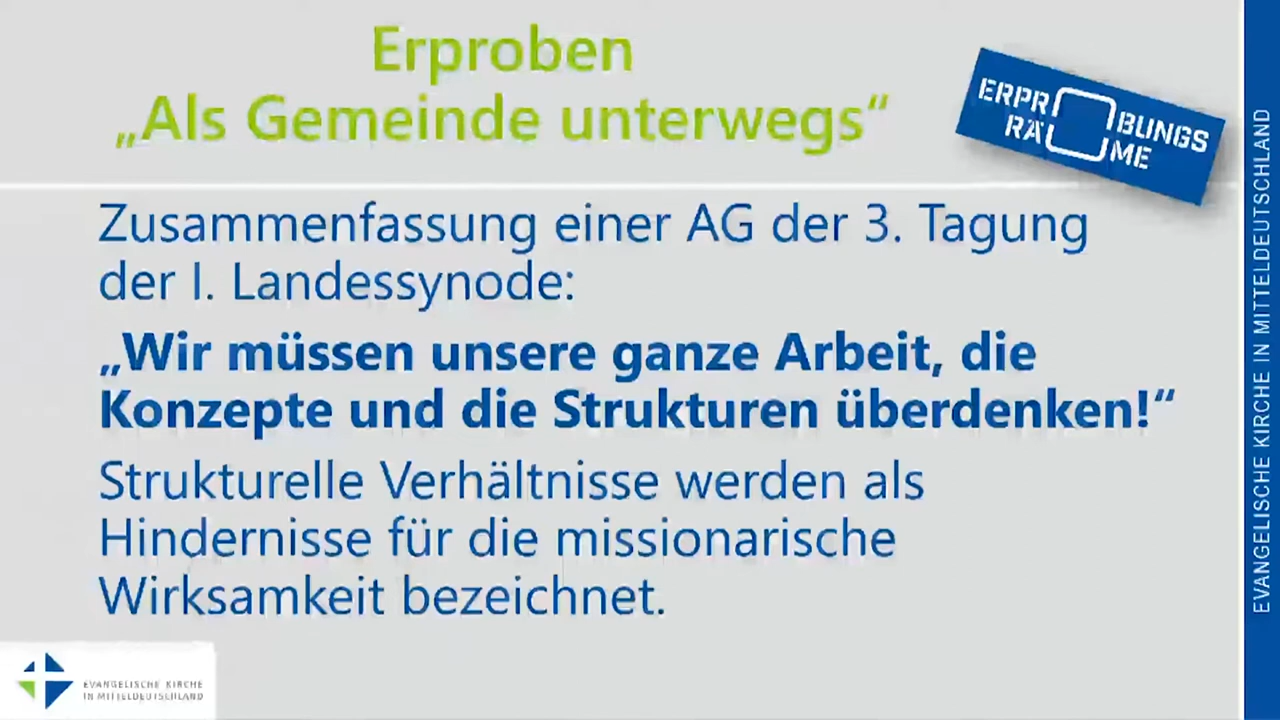 Erproben
„Als Gemeinde unterwegs“
ERPR BUNGS
RÄ ME
Zusammenfassung einer AG der 3. Tagung
der I. Landessynode:
„Wir müssen unsere ganze Arbeit, die
Konzepte und die Strukturen überdenken!“
Strukturelle Verhältnisse werden als
Hindernisse für die missionarische
Wirksamkeit bezeichnet.
EVANGELISCHE KIRCHE
IN MITTELDEUTSCHLAND
EVANGELISCHE KIRCHE IN MITTELDEUTSCHLAND